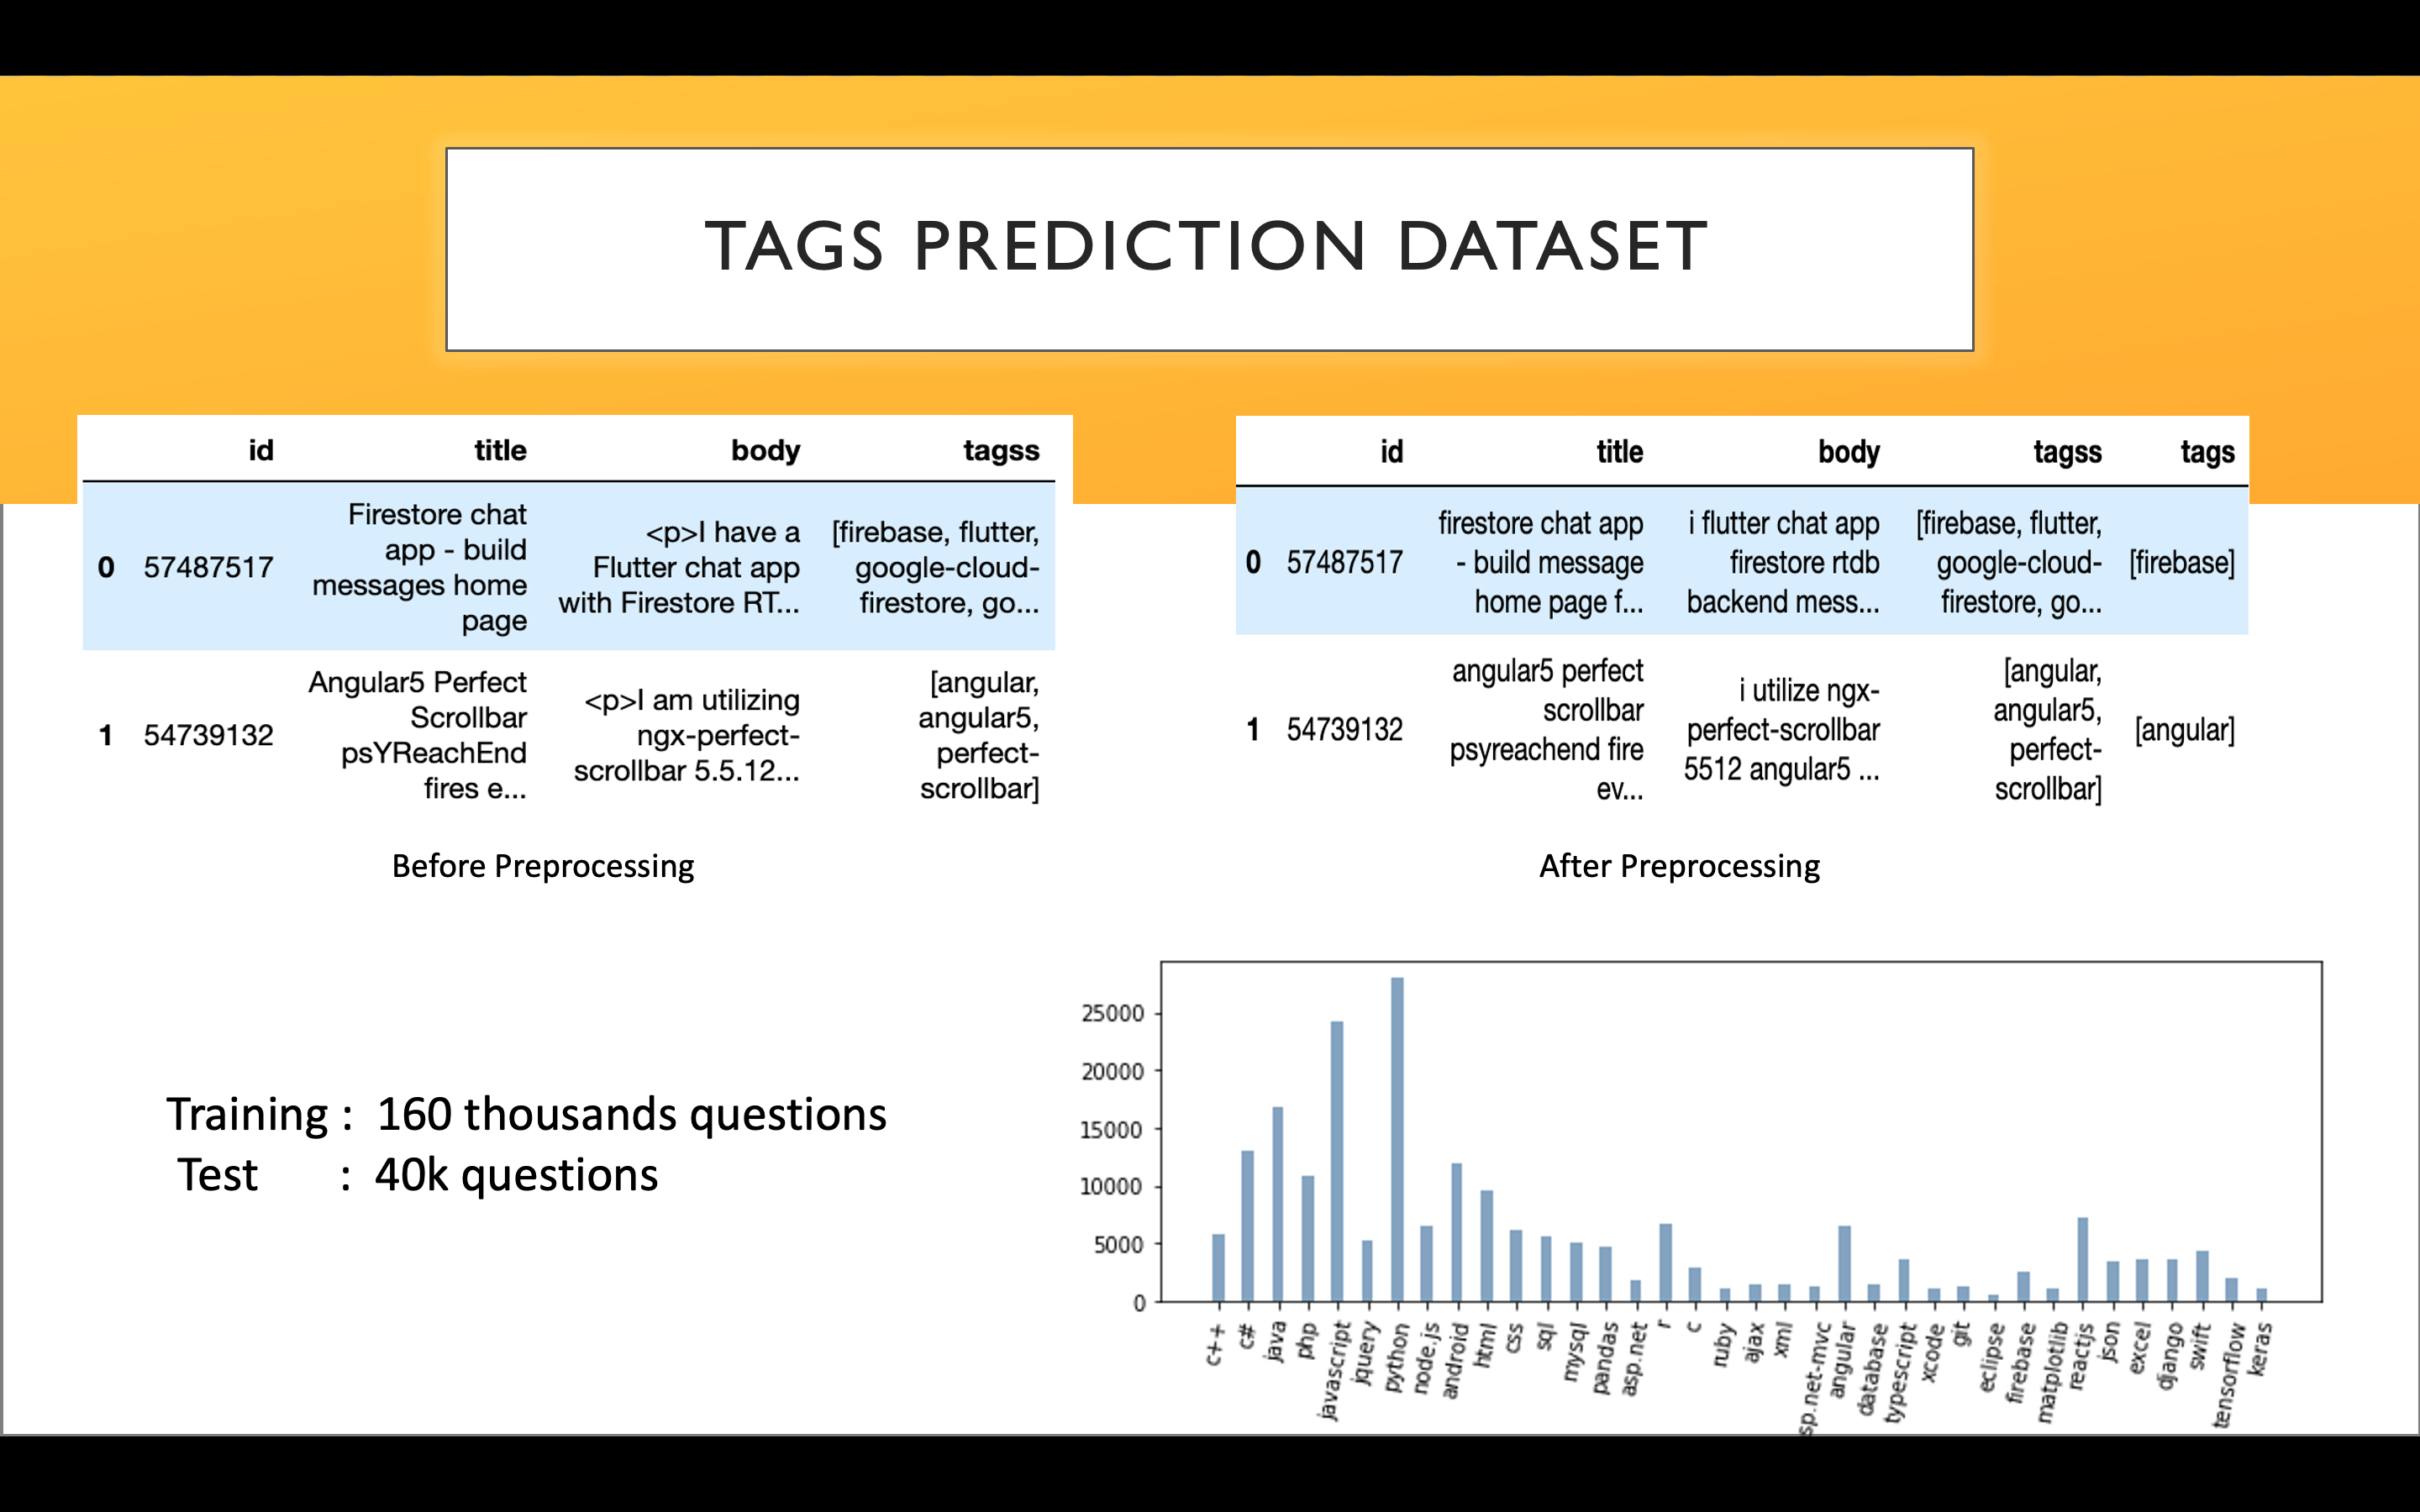 TAGS PREDICTION DATASET
id title body tagss
0 57487517
Firestore chat
app - build
messages home
page
<p>I have a
Flutter chat app
with Firestore RT...
[firebase, flutter,
google-cloud-
firestore, go...
1 54739132
Angular5 Perfect
Scrollbar
psYReachEnd
fires e...
<p>I am utilizing
ngx-perfect-
scrollbar 5.5.12...
[angular,
angular5,
perfect-
scrollbar]
Before Preprocessing
id title body tagss tags
0 57487517
firestore chat app
- build message
home page f...
i flutter chat app
firestore rtdb
backend mess...
[firebase, flutter,
google-cloud-
firestore, go...
[firebase]
1 54739132
angular5 perfect
scrollbar
psyreachend fire
ev...
i utilize ngx-
perfect-scrollbar
5512 angular5 ...
[angular,
angular5,
perfect-
scrollbar]
[angular]
After Preprocessing
Training : 160 thousands questions
Test : 40k questions
25000
20000
15000
10000
5000
0
c++
c#
java
php
javascript
jquery
python
node.js
android
html
css
sql
mysql
pandas
asp.net
r
c
ruby
ajax
xml
sp.net-mvc
angular
database
typescript
xcode
git
eclipse
firebase
matplotlib
reactjs
json
excel
django
swift
tensorflow
keras